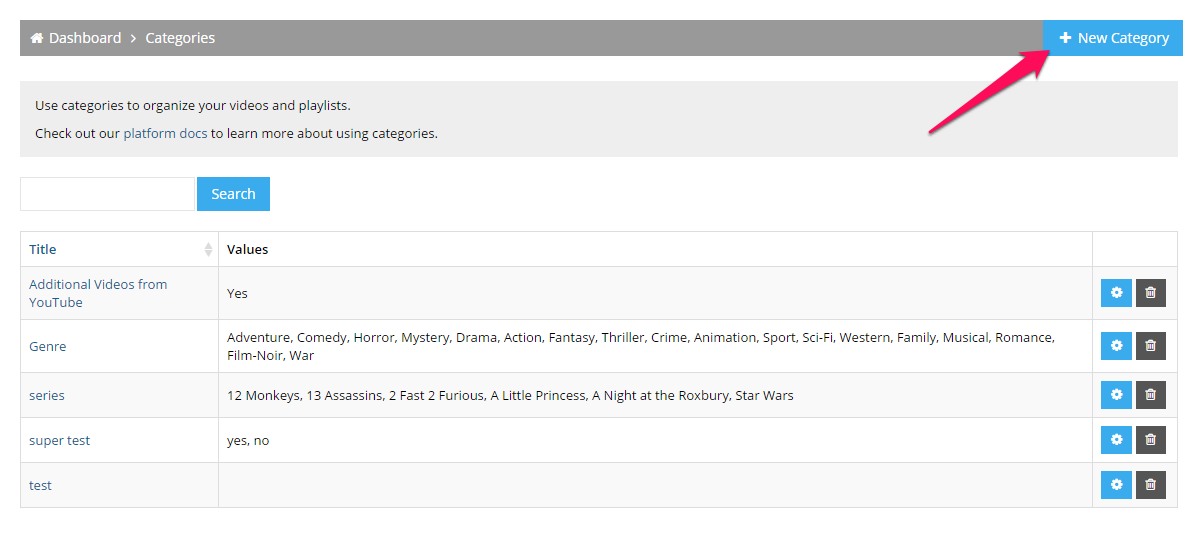 Dashboard > Categories
+ New Category
Use categories to organize your videos and playlists.
Check out our platform docs to learn more about using categories.
Search
Title Values
Additional Videos from
YouTube
Yes
Genre
Adventure, Comedy, Horror, Mystery, Drama, Action, Fantasy, Thriller, Crime, Animation, Sport, Sci-Fi, Western, Family, Musical, Romance,
Film-Noir, War
series 12 Monkeys, 13 Assassins, 2 Fast 2 Furious, A Little Princess, A Night at the Roxbury, Star Wars
super test yes, no
test